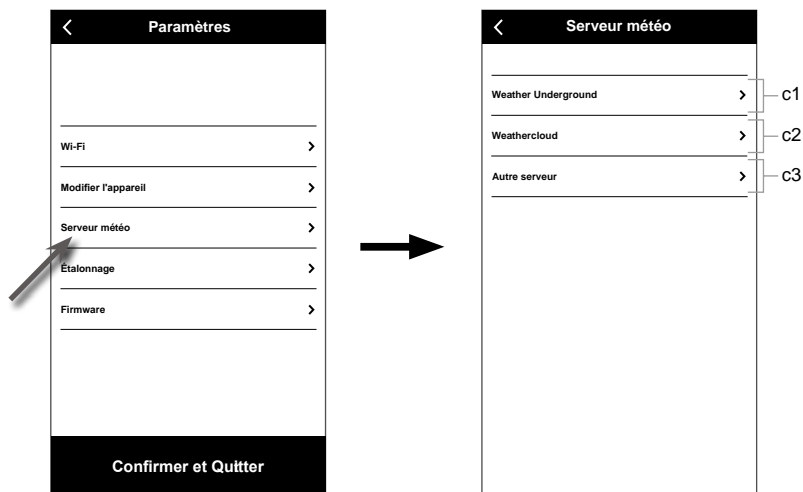 Paramètres
Wi-Fi
Modifier l'appareil
Serveur météo
Étalonnage
Firmware
Confirmer et Quitter
Serveur météo
Weather Underground
c1
Weathercloud
c2
Autre serveur
c3